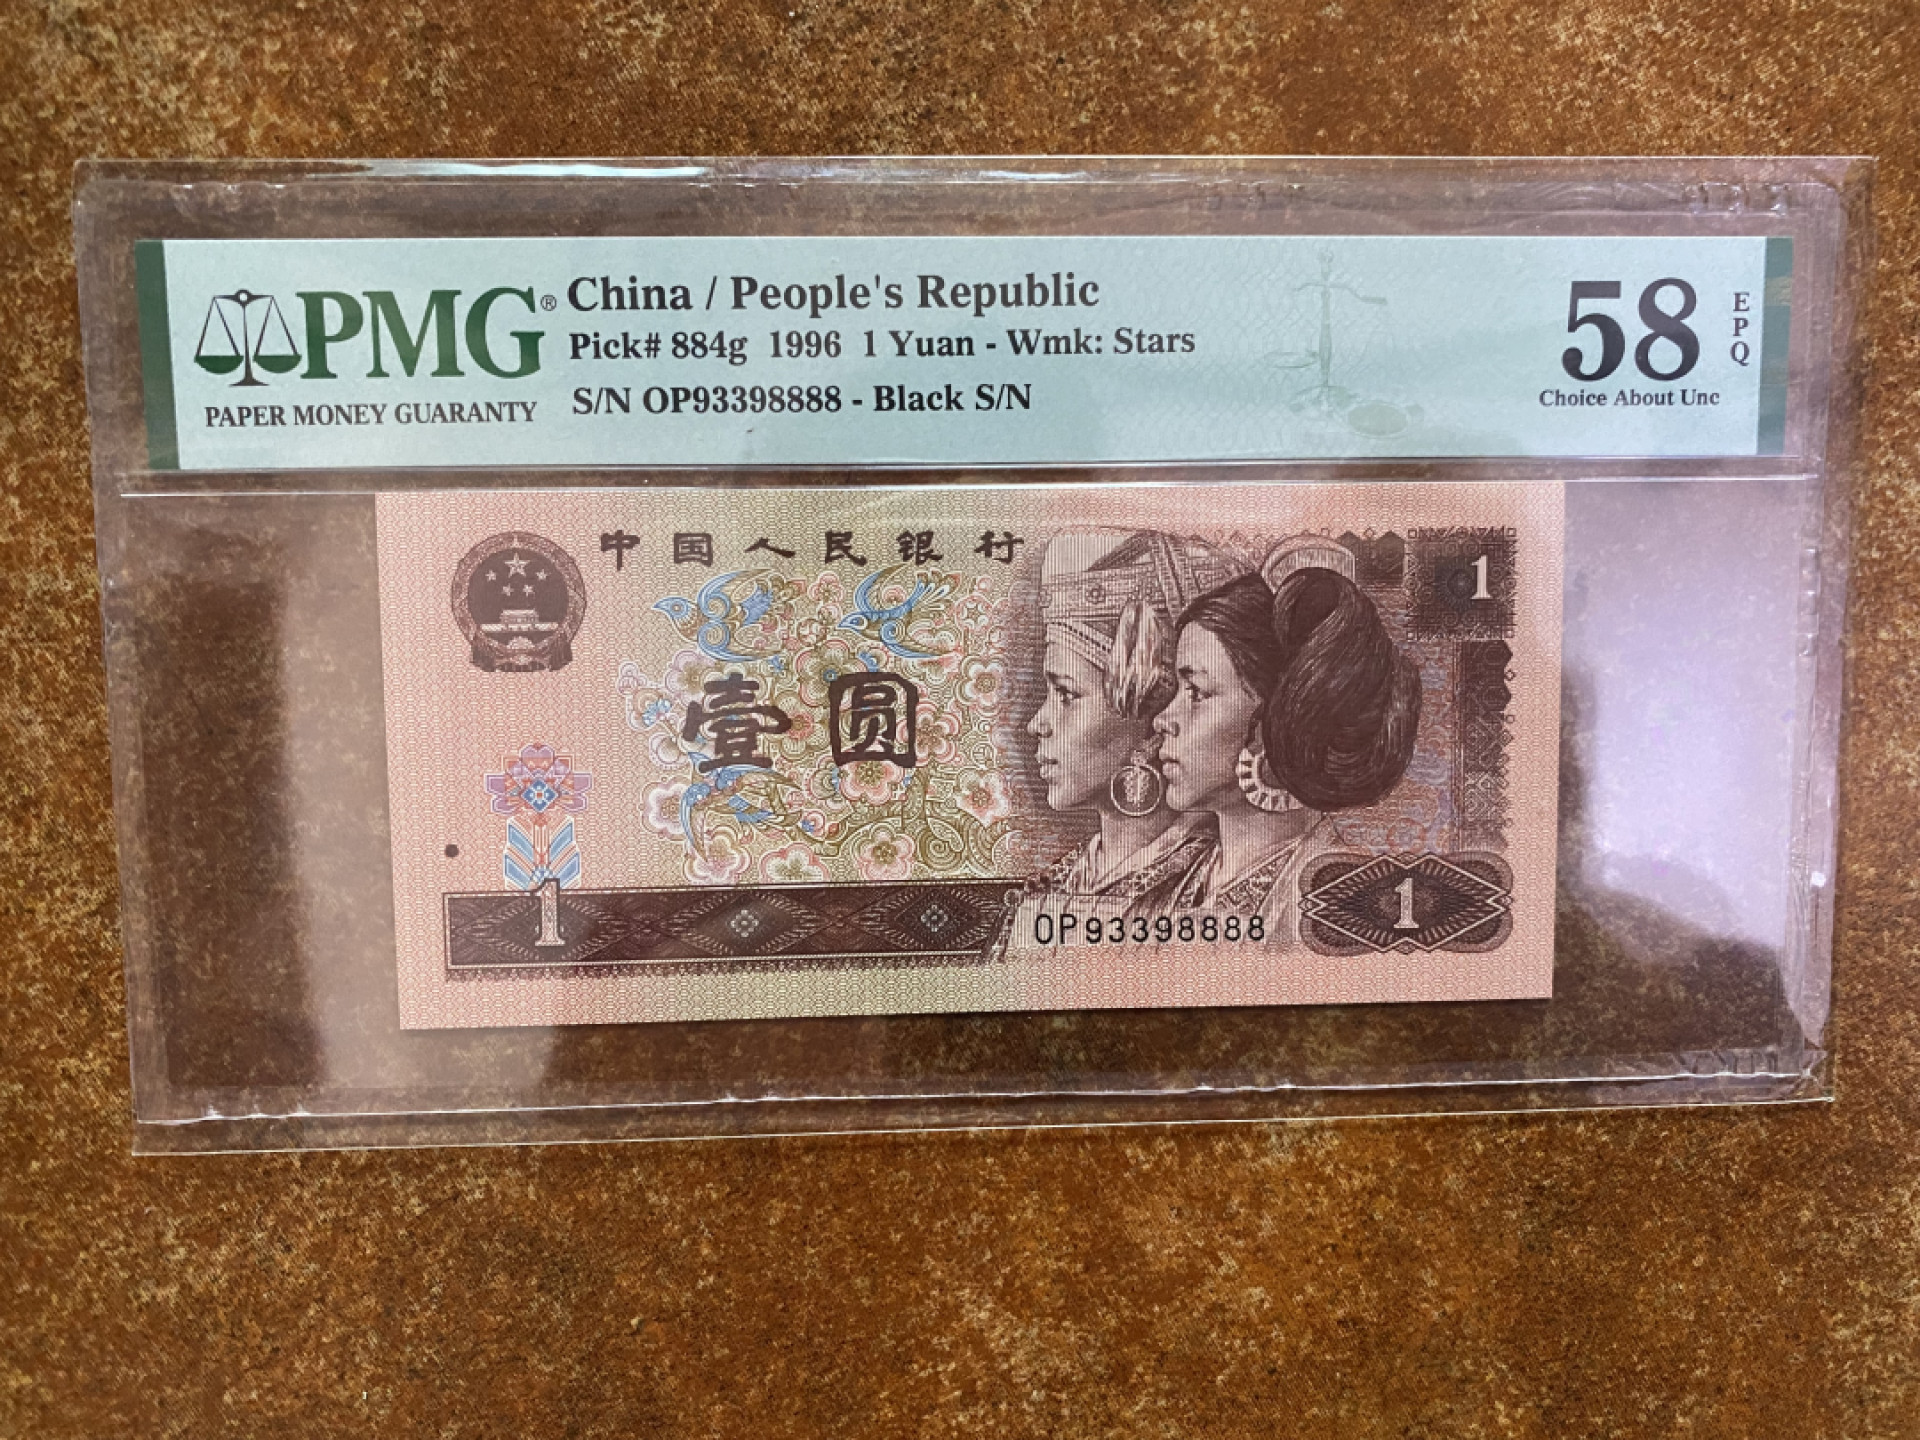 PMG®
PAPER MONEY GUARANTY
China / People's Republic
Pick# 884g 1996 1 Yuan - Wmk: Stars
S/N OP93398888 - Black S/N
58
EPQ
Choice About Unc
中国人民银行
1
壹圆
1
OP93398888
1